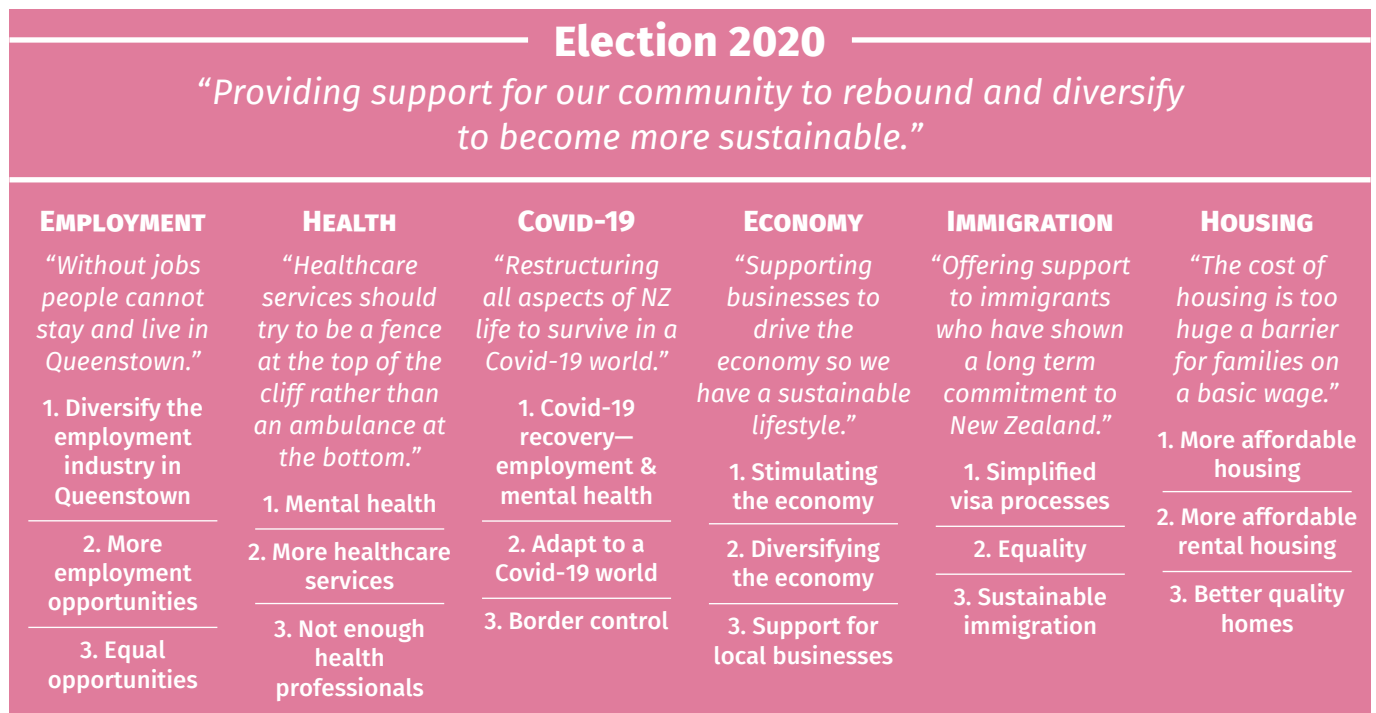 Election 2020
“Providing support for our community to rebound and diversify
to become more sustainable.”
Employment
“Without jobs
people cannot
stay and live in
Queenstown.”
1. Diversify the
employment
industry in
Queenstown
2. More
employment
opportunities
3. Equal
opportunities
Health
“Healthcare
services should
try to be a fence
at the top of the
cliff rather than
an ambulance at
the bottom.”
1. Mental health
2. More healthcare
services
3. Not enough
health
professionals
Covid-19
“Restructuring
all aspects of NZ
life to survive in a
Covid-19 world.”
1. Covid-19
recovery—
employment &
mental health
2. Adapt to a
Covid-19 world
3. Border control
Economy
“Supporting
businesses to
drive the
economy so we
have a sustainable
lifestyle.”
1. Stimulating
the economy
2. Diversifying
the economy
3. Support for
local businesses
Immigration
“Offering support
to immigrants
who have shown
a long term
commitment to
New Zealand.”
1. Simplified
visa processes
2. Equality
3. Sustainable
immigration
Housing
“The cost of
housing is too
huge a barrier
for families on
a basic wage.”
1. More affordable
housing
2. More affordable
rental housing
3. Better quality
homes